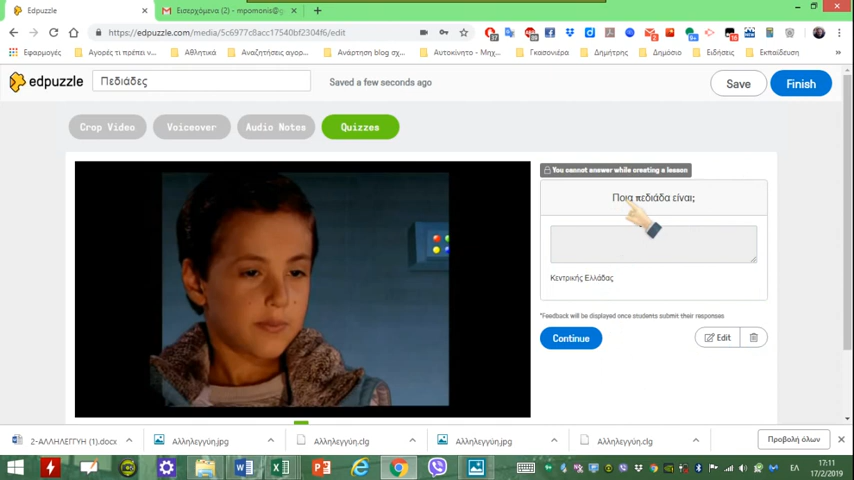 Edpuzzle
Εισερχόμενα (2) - mpomonis@g
https://edpuzzle.com/media/5c6977c8acc17540bf2304f6/edit
Εφαρμογές
Αγορές τι πρέπει ν...
Αθλητικά
Αναζητήσεις αγορ...
Ανάρτηση blog σχ...
Αυτοκίνητο - Μηχ...
Γκασονιέρα
Δημήτρης
Δημόσιο
Ειδήσεις
Εκπαίδευση
edpuzzle
Πεδιάδες
Saved a few seconds ago
Save
Finish
Crop Video
Voiceover
Audio Notes
Quizzes
You cannot answer while creating a lesson
Ποια πεδιάδα είναι;
Κεντρικής Ελλάδας
*Feedback will be displayed once students submit their responses
Continue
Edit
2-ΑΛΛΗΛΕΓΓΥΗ (1).docx
Αλληλεγγύη.jpg
Αλληλεγγύη.clg
Αλληλεγγύη.jpg
Αλληλεγγύη.clg
Προβολή όλων
ΕΛ
17:11
17/2/2019